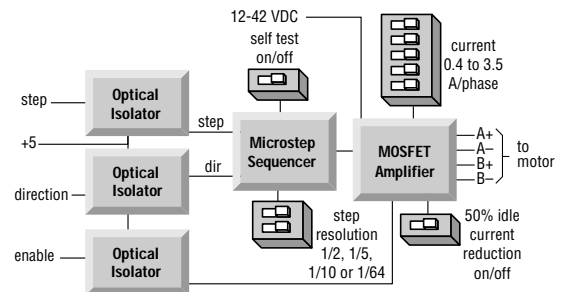 12-42 VDC
self test
on/off
current
0.4 to 3.5
A/phase
step
Optical
Isolator
+5
step
Microstep
Sequencer
MOSFET
Amplifier
A+
A–
B+
B–
to
motor
direction
Optical
Isolator
dir
enable
Optical
Isolator
step
resolution
1/2, 1/5,
1/10 or 1/64
50% idle
current
reduction
on/off